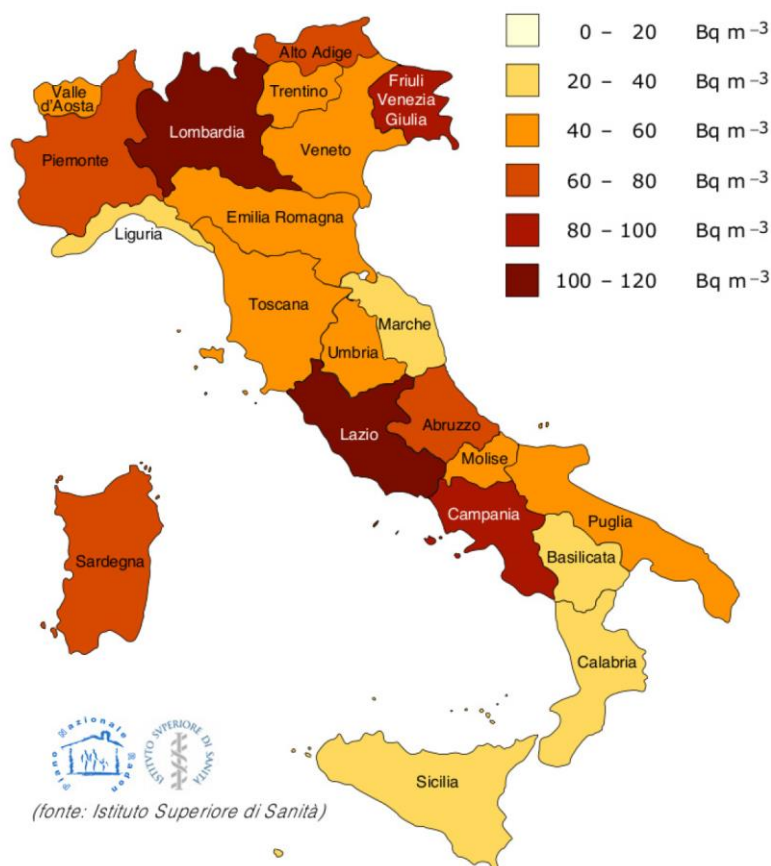 0 – 20 Bq m⁻³
20 – 40 Bq m⁻³
40 – 60 Bq m⁻³
60 – 80 Bq m⁻³
80 – 100 Bq m⁻³
100 – 120 Bq m⁻³
Alto Adige
Valle
d'Aosta
Trentino
Friuli
Venezia
Giulia
Lombardia
Veneto
Piemonte
Emilia Romagna
Liguria
Toscana
Marche
Umbria
Lazio
Abruzzo
Molise
Campania
Puglia
Basilicata
Sardegna
Calabria
Sicilia
Piano Nazionale Radon
ISTITUTO SUPERIORE DI SANITÀ
(fonte: Istituto Superiore di Sanità)